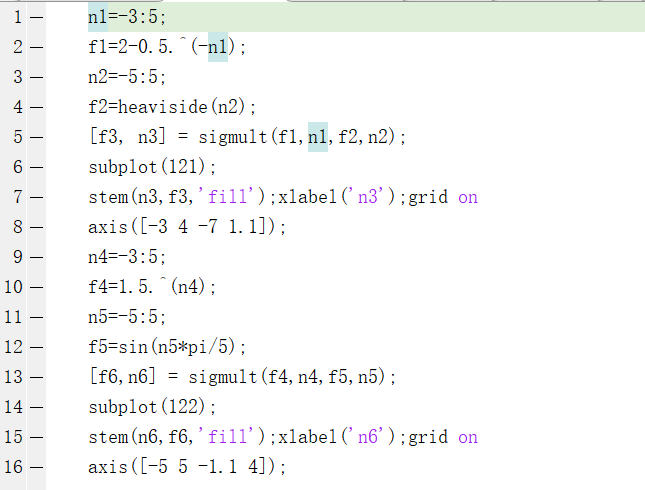 1 — n1=-3:5;
2 — f1=2-0.5.^(-n1);
3 — n2=-5:5;
4 — f2=heaviside(n2);
5 — [f3, n3] = sigmult(f1,n1,f2,n2);
6 — subplot(121);
7 — stem(n3,f3,'fill');xlabel('n3');grid on
8 — axis([-3 4 -7 1.1]);
9 — n4=-3:5;
10 — f4=1.5.^(n4);
11 — n5=-5:5;
12 — f5=sin(n5*pi/5);
13 — [f6,n6] = sigmult(f4,n4,f5,n5);
14 — subplot(122);
15 — stem(n6,f6,'fill');xlabel('n6');grid on
16 — axis([-5 5 -1.1 4]);